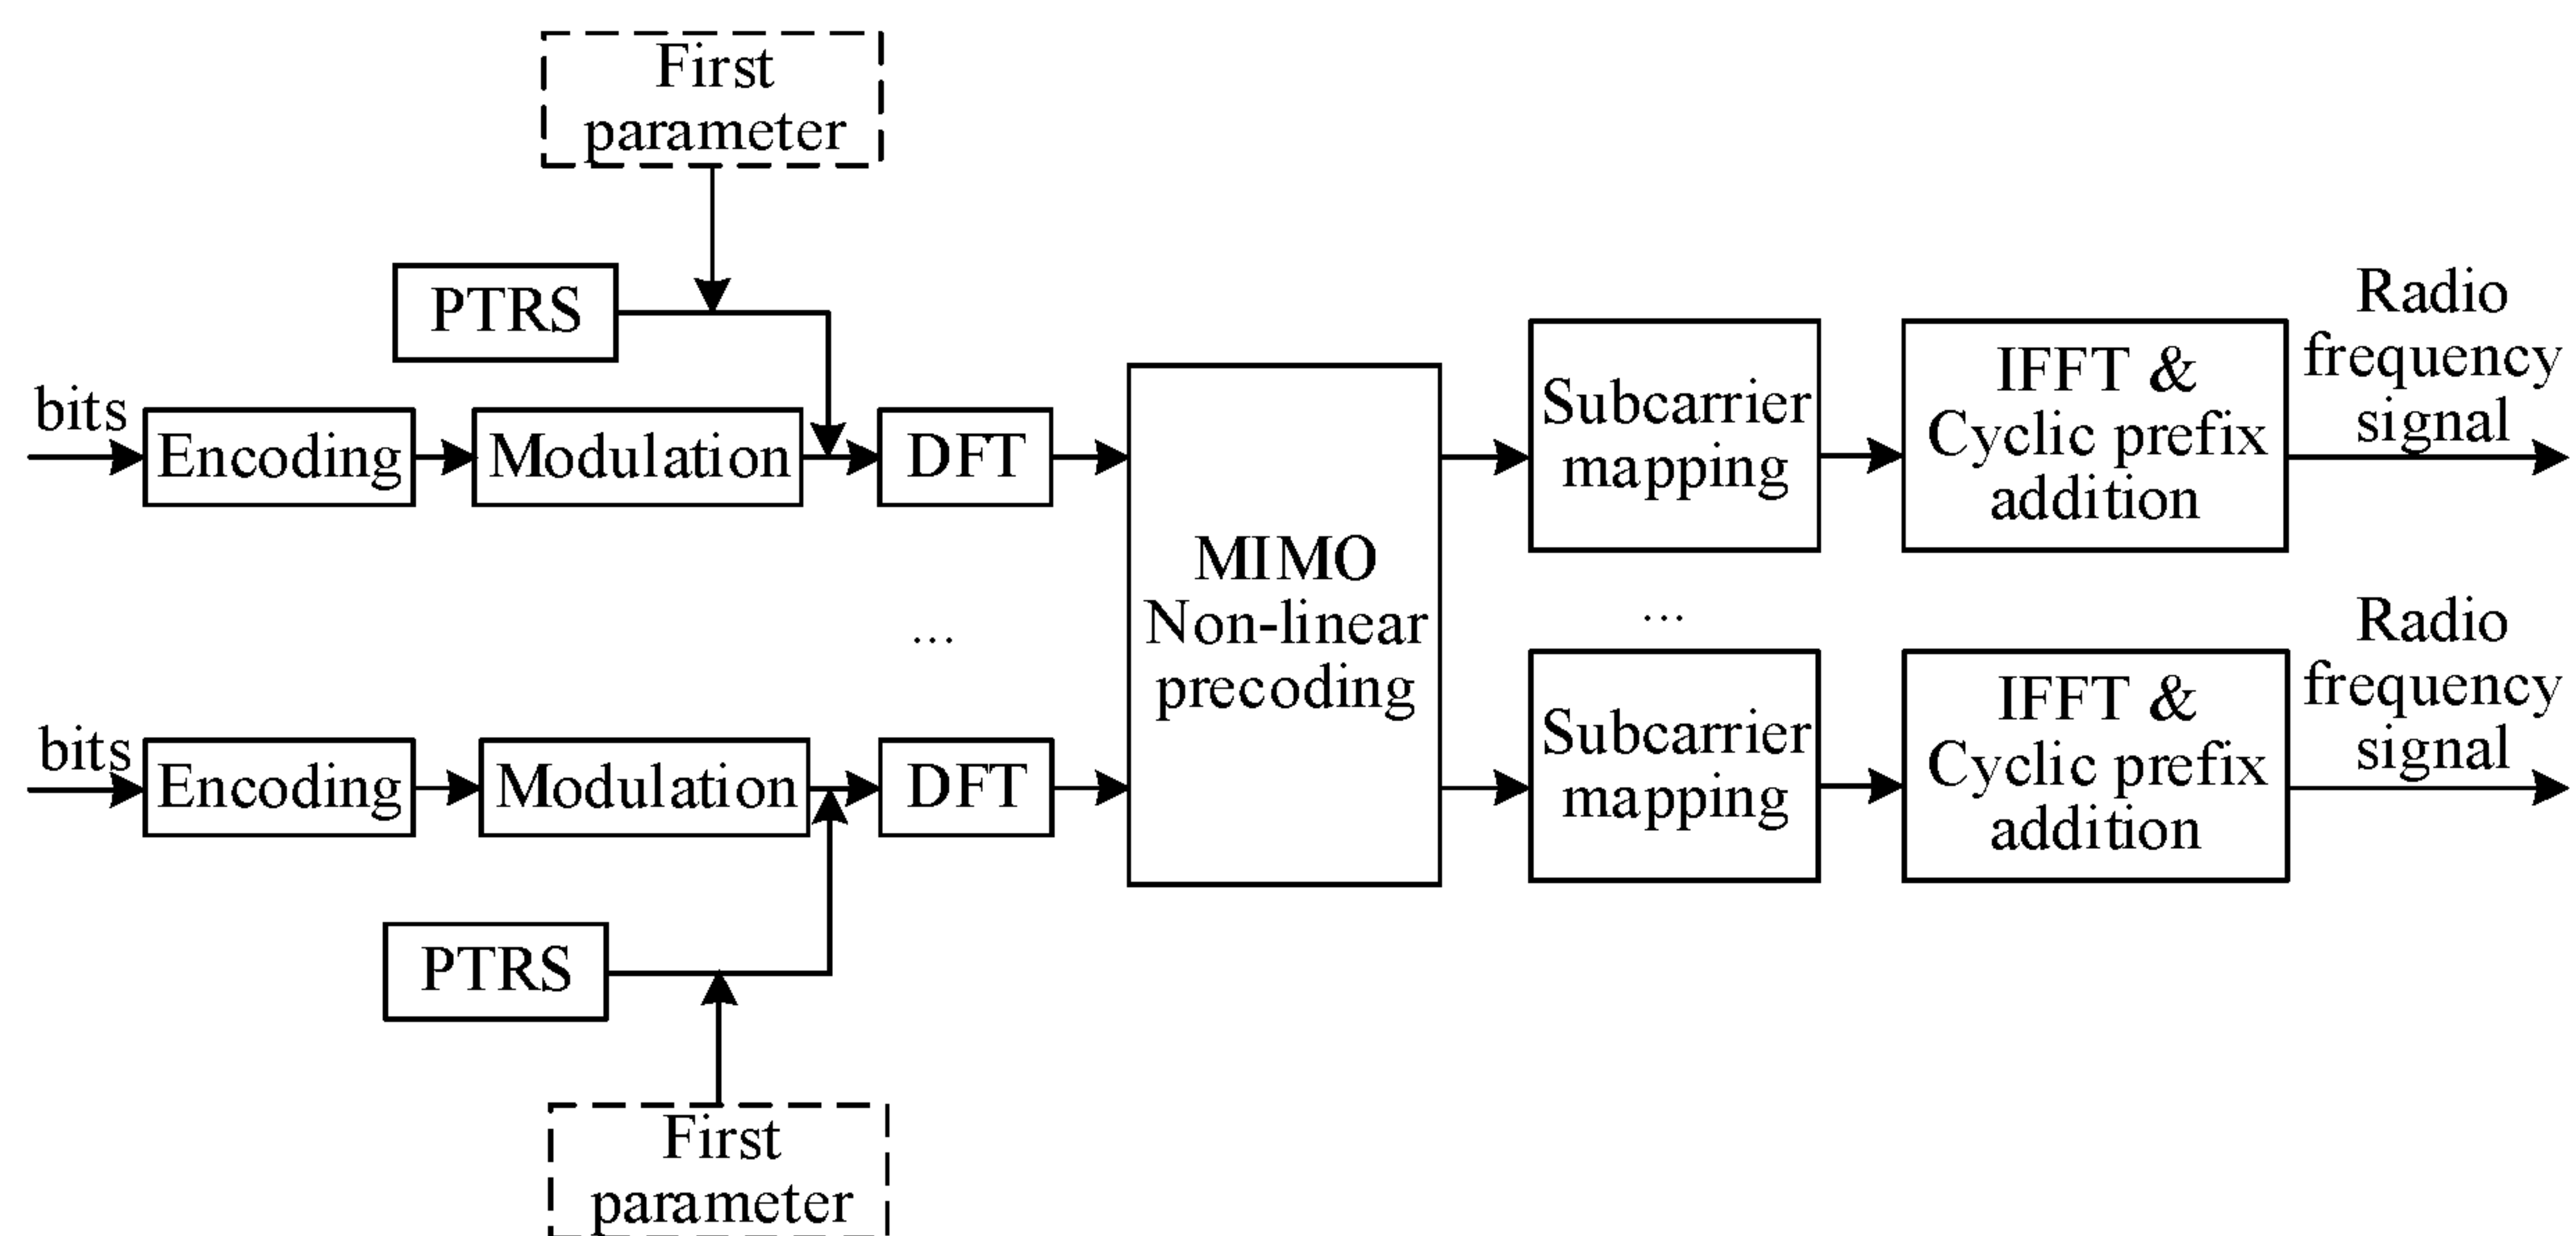 First
parameter
PTRS
bits
Encoding
Modulation
DFT
MIMO
Non-linear
precoding
Subcarrier
mapping
IFFT &
Cyclic prefix
addition
Radio
frequency
signal
...
...
bits
Encoding
Modulation
DFT
Subcarrier
mapping
IFFT &
Cyclic prefix
addition
Radio
frequency
signal
PTRS
First
parameter